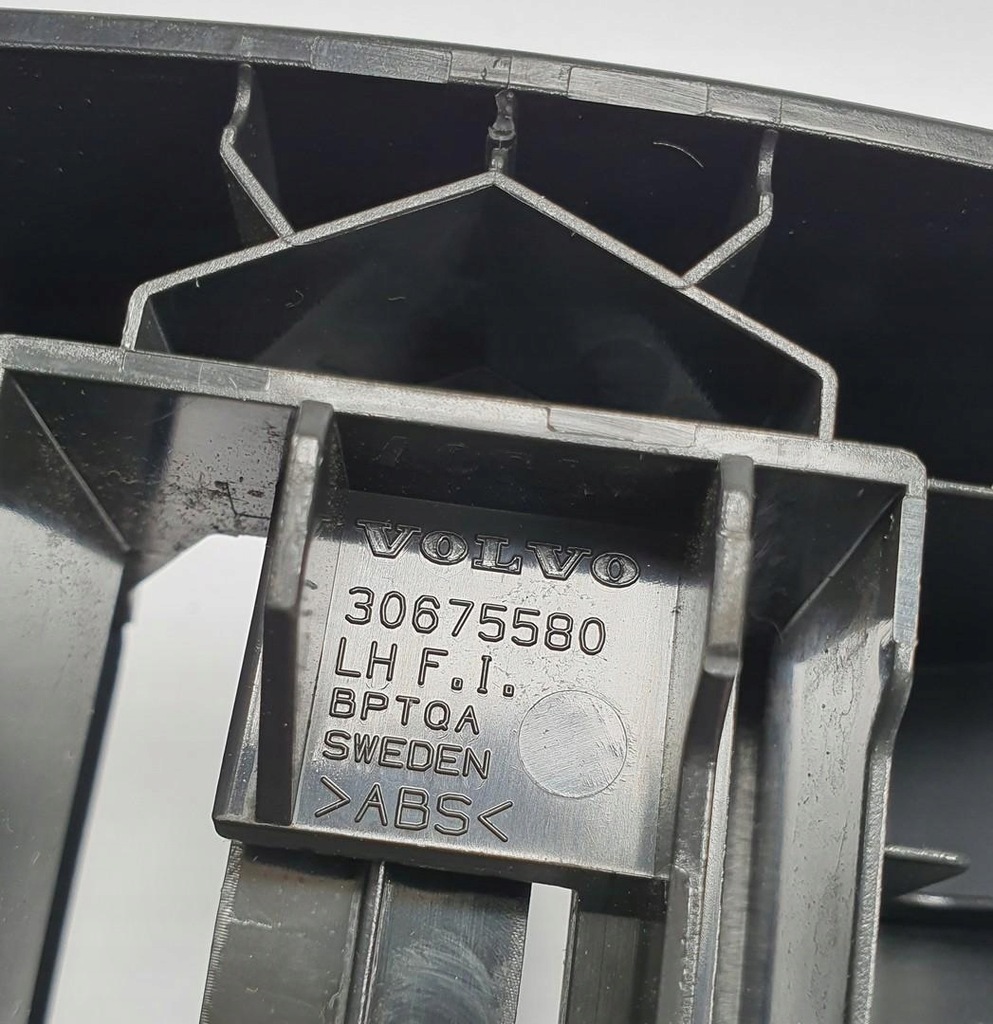 VOLVO
30675580
LH F.I.
BPTQA
SWEDEN
>ABS<